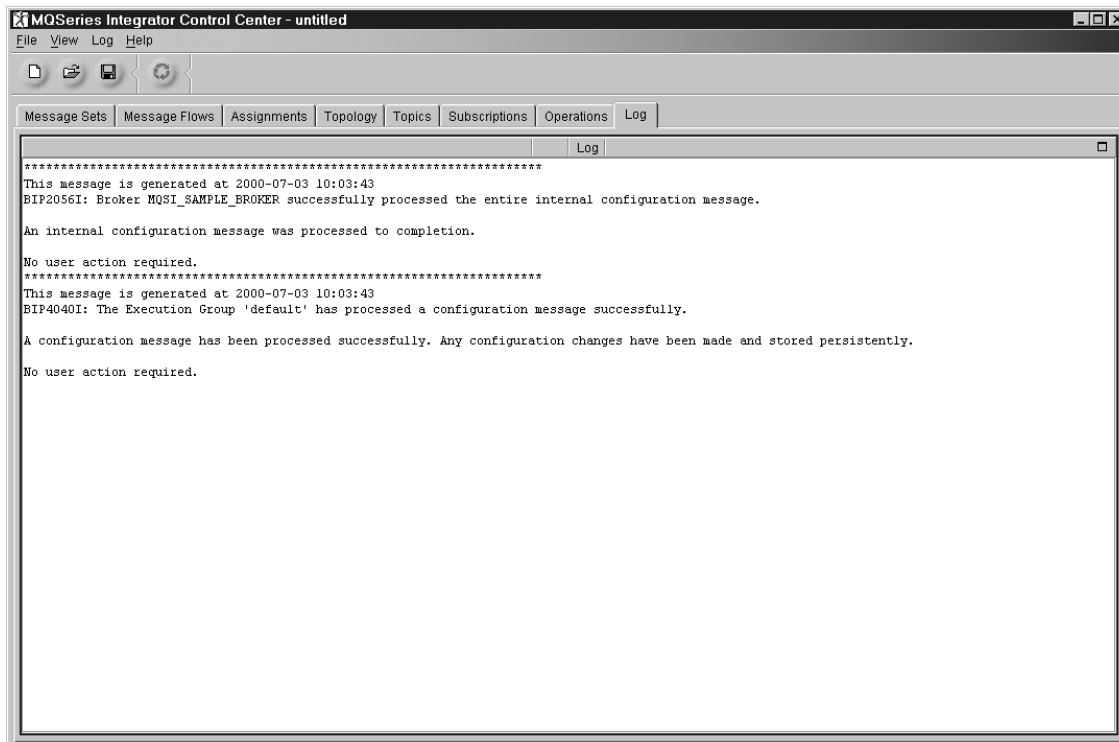 MQSeries Integrator Control Center - untitled
File View Log Help
Message Sets Message Flows Assignments Topology Topics Subscriptions Operations Log
Log
***********************************************************************
This message is generated at 2000-07-03 10:03:43
BIP2056I: Broker MQSI_SAMPLE_BROKER successfully processed the entire internal configuration message.
An internal configuration message was processed to completion.
No user action required.
***********************************************************************
This message is generated at 2000-07-03 10:03:43
BIP4040I: The Execution Group 'default' has processed a configuration message successfully.
A configuration message has been processed successfully. Any configuration changes have been made and stored persistently.
No user action required.